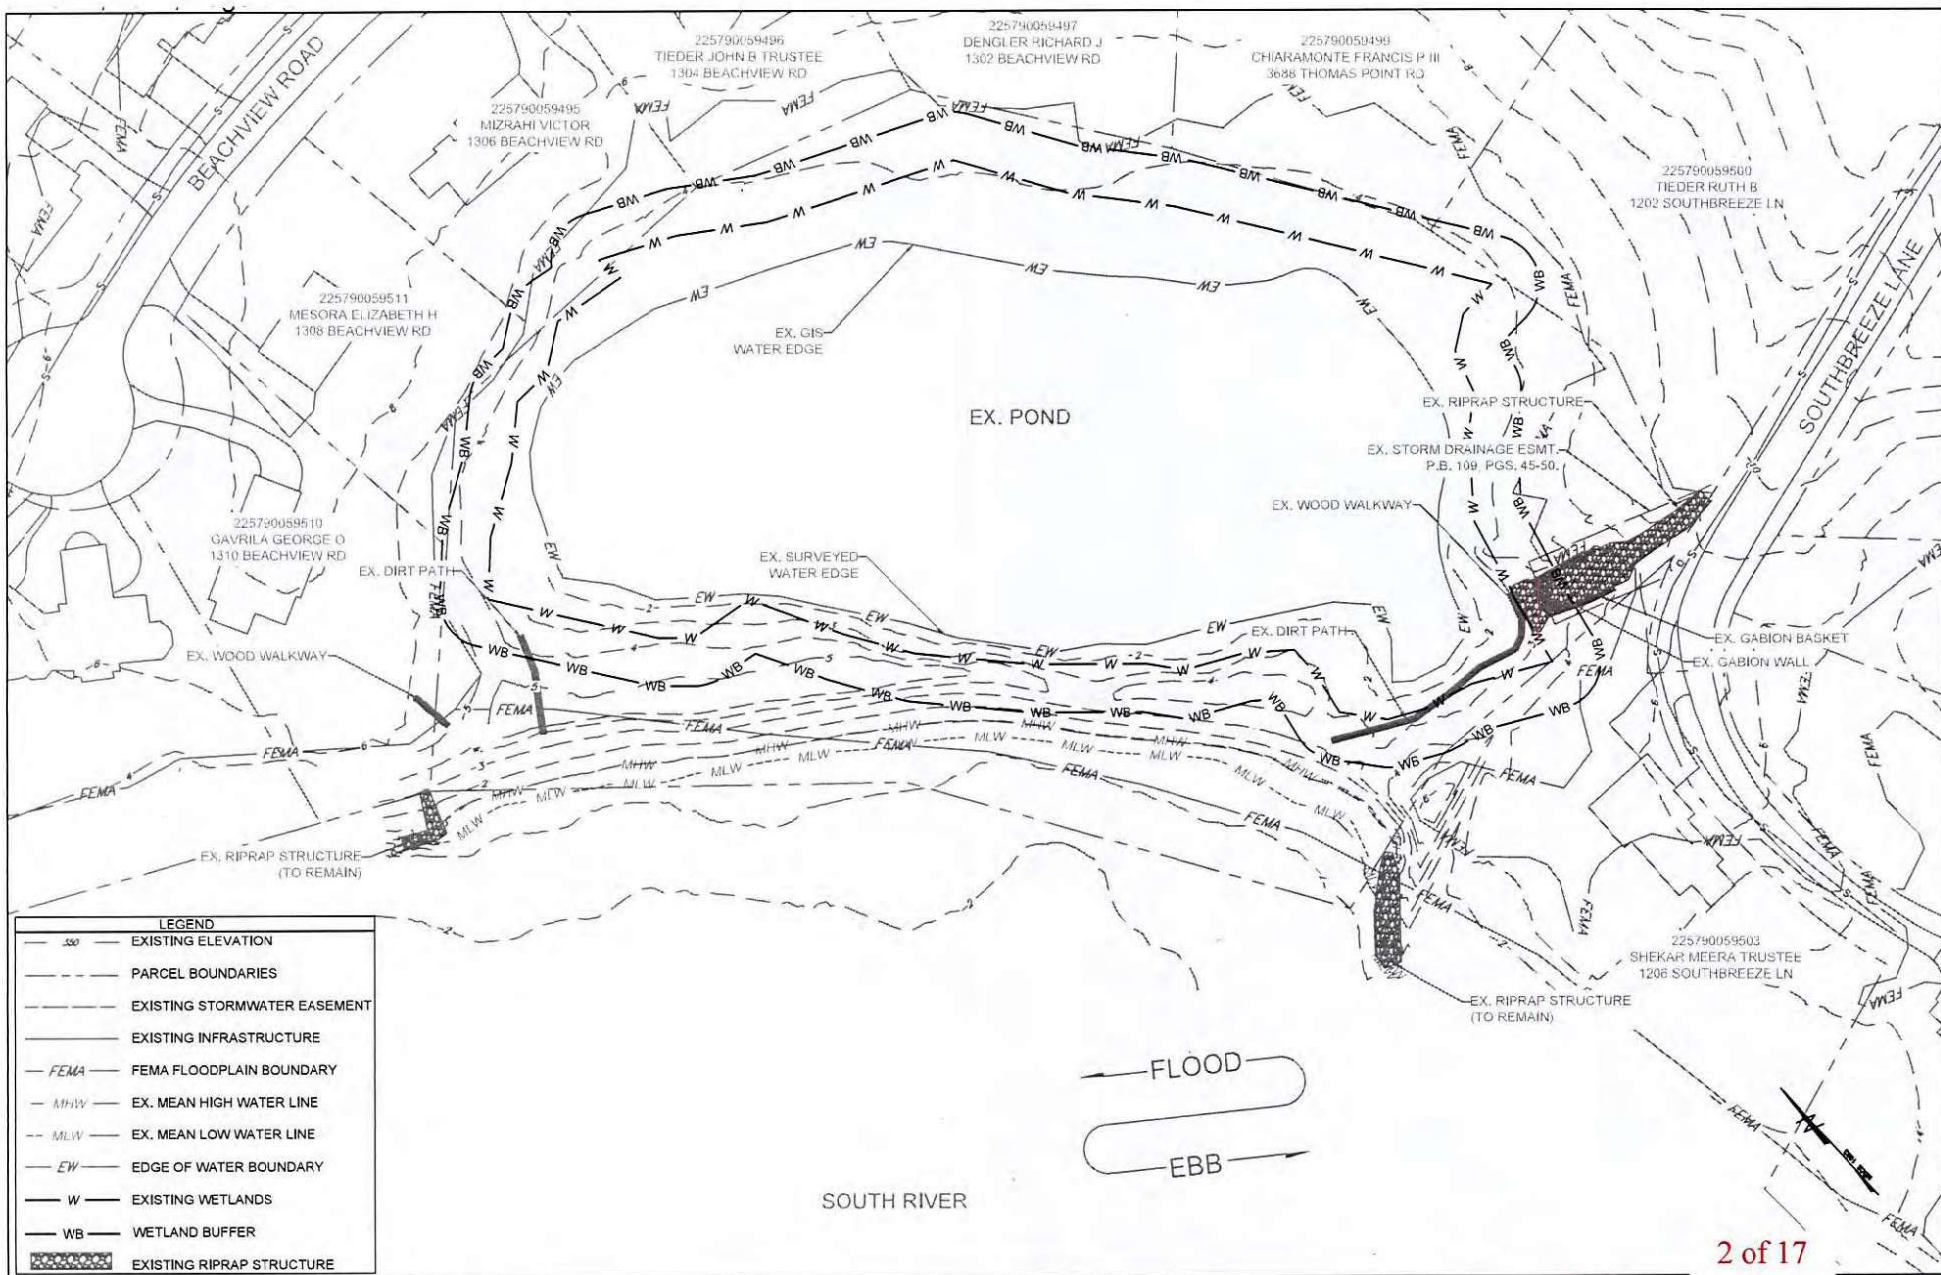 225790059496
TIEDER JOHN B TRUSTEE
1304 BEACHVIEW RD
225790059497
DENGLER RICHARD J
1302 BEACHVIEW RD
225790059499
CHIARAMONTE FRANCIS P III
3688 THOMAS POINT RD
BEACHVIEW ROAD
225790059495
MIZRAHI VICTOR
1306 BEACHVIEW RD
225790059500
TIEDER RUTH B
1202 SOUTHBREEZE LN
SOUTHBREEZE LANE
225790059511
MESORA ELIZABETH H
1308 BEACHVIEW RD
EX. GIS
WATER EDGE
EX. POND
EX. RIPRAP STRUCTURE
EX. STORM DRAINAGE ESMT.
P.B. 109, PGS. 45-50.
EX. WOOD WALKWAY
225790059510
GAVRILA GEORGE O
1310 BEACHVIEW RD
EX. DIRT PATH
EX. SURVEYED
WATER EDGE
EX. DIRT PATH
EX. GABION BASKET
EX. GABION WALL
EX. WOOD WALKWAY
EX. RIPRAP STRUCTURE
(TO REMAIN)
225790059503
SHEKAR MEERA TRUSTEE
1206 SOUTHBREEZE LN
EX. RIPRAP STRUCTURE
(TO REMAIN)
FLOOD
EBB
SOUTH RIVER
LEGEND
350 EXISTING ELEVATION
PARCEL BOUNDARIES
EXISTING STORMWATER EASEMENT
EXISTING INFRASTRUCTURE
FEMA FEMA FLOODPLAIN BOUNDARY
MHW EX. MEAN HIGH WATER LINE
MLW EX. MEAN LOW WATER LINE
EW EDGE OF WATER BOUNDARY
W EXISTING WETLANDS
WB WETLAND BUFFER
EXISTING RIPRAP STRUCTURE
2 of 17